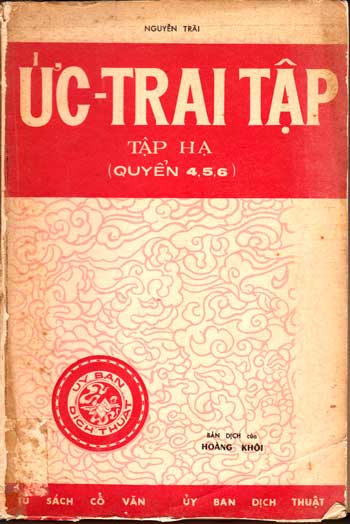 NGUYỄN TRÃI
ỨC-TRAI TẬP
TẬP HẠ
(QUYỂN 4,5,6)
ỦY BAN
DỊCH THUẬT
BẢN DỊCH của
HOÀNG KHÔI
TỦ SÁCH CỔ VĂN ỦY BAN DỊCH THUẬT